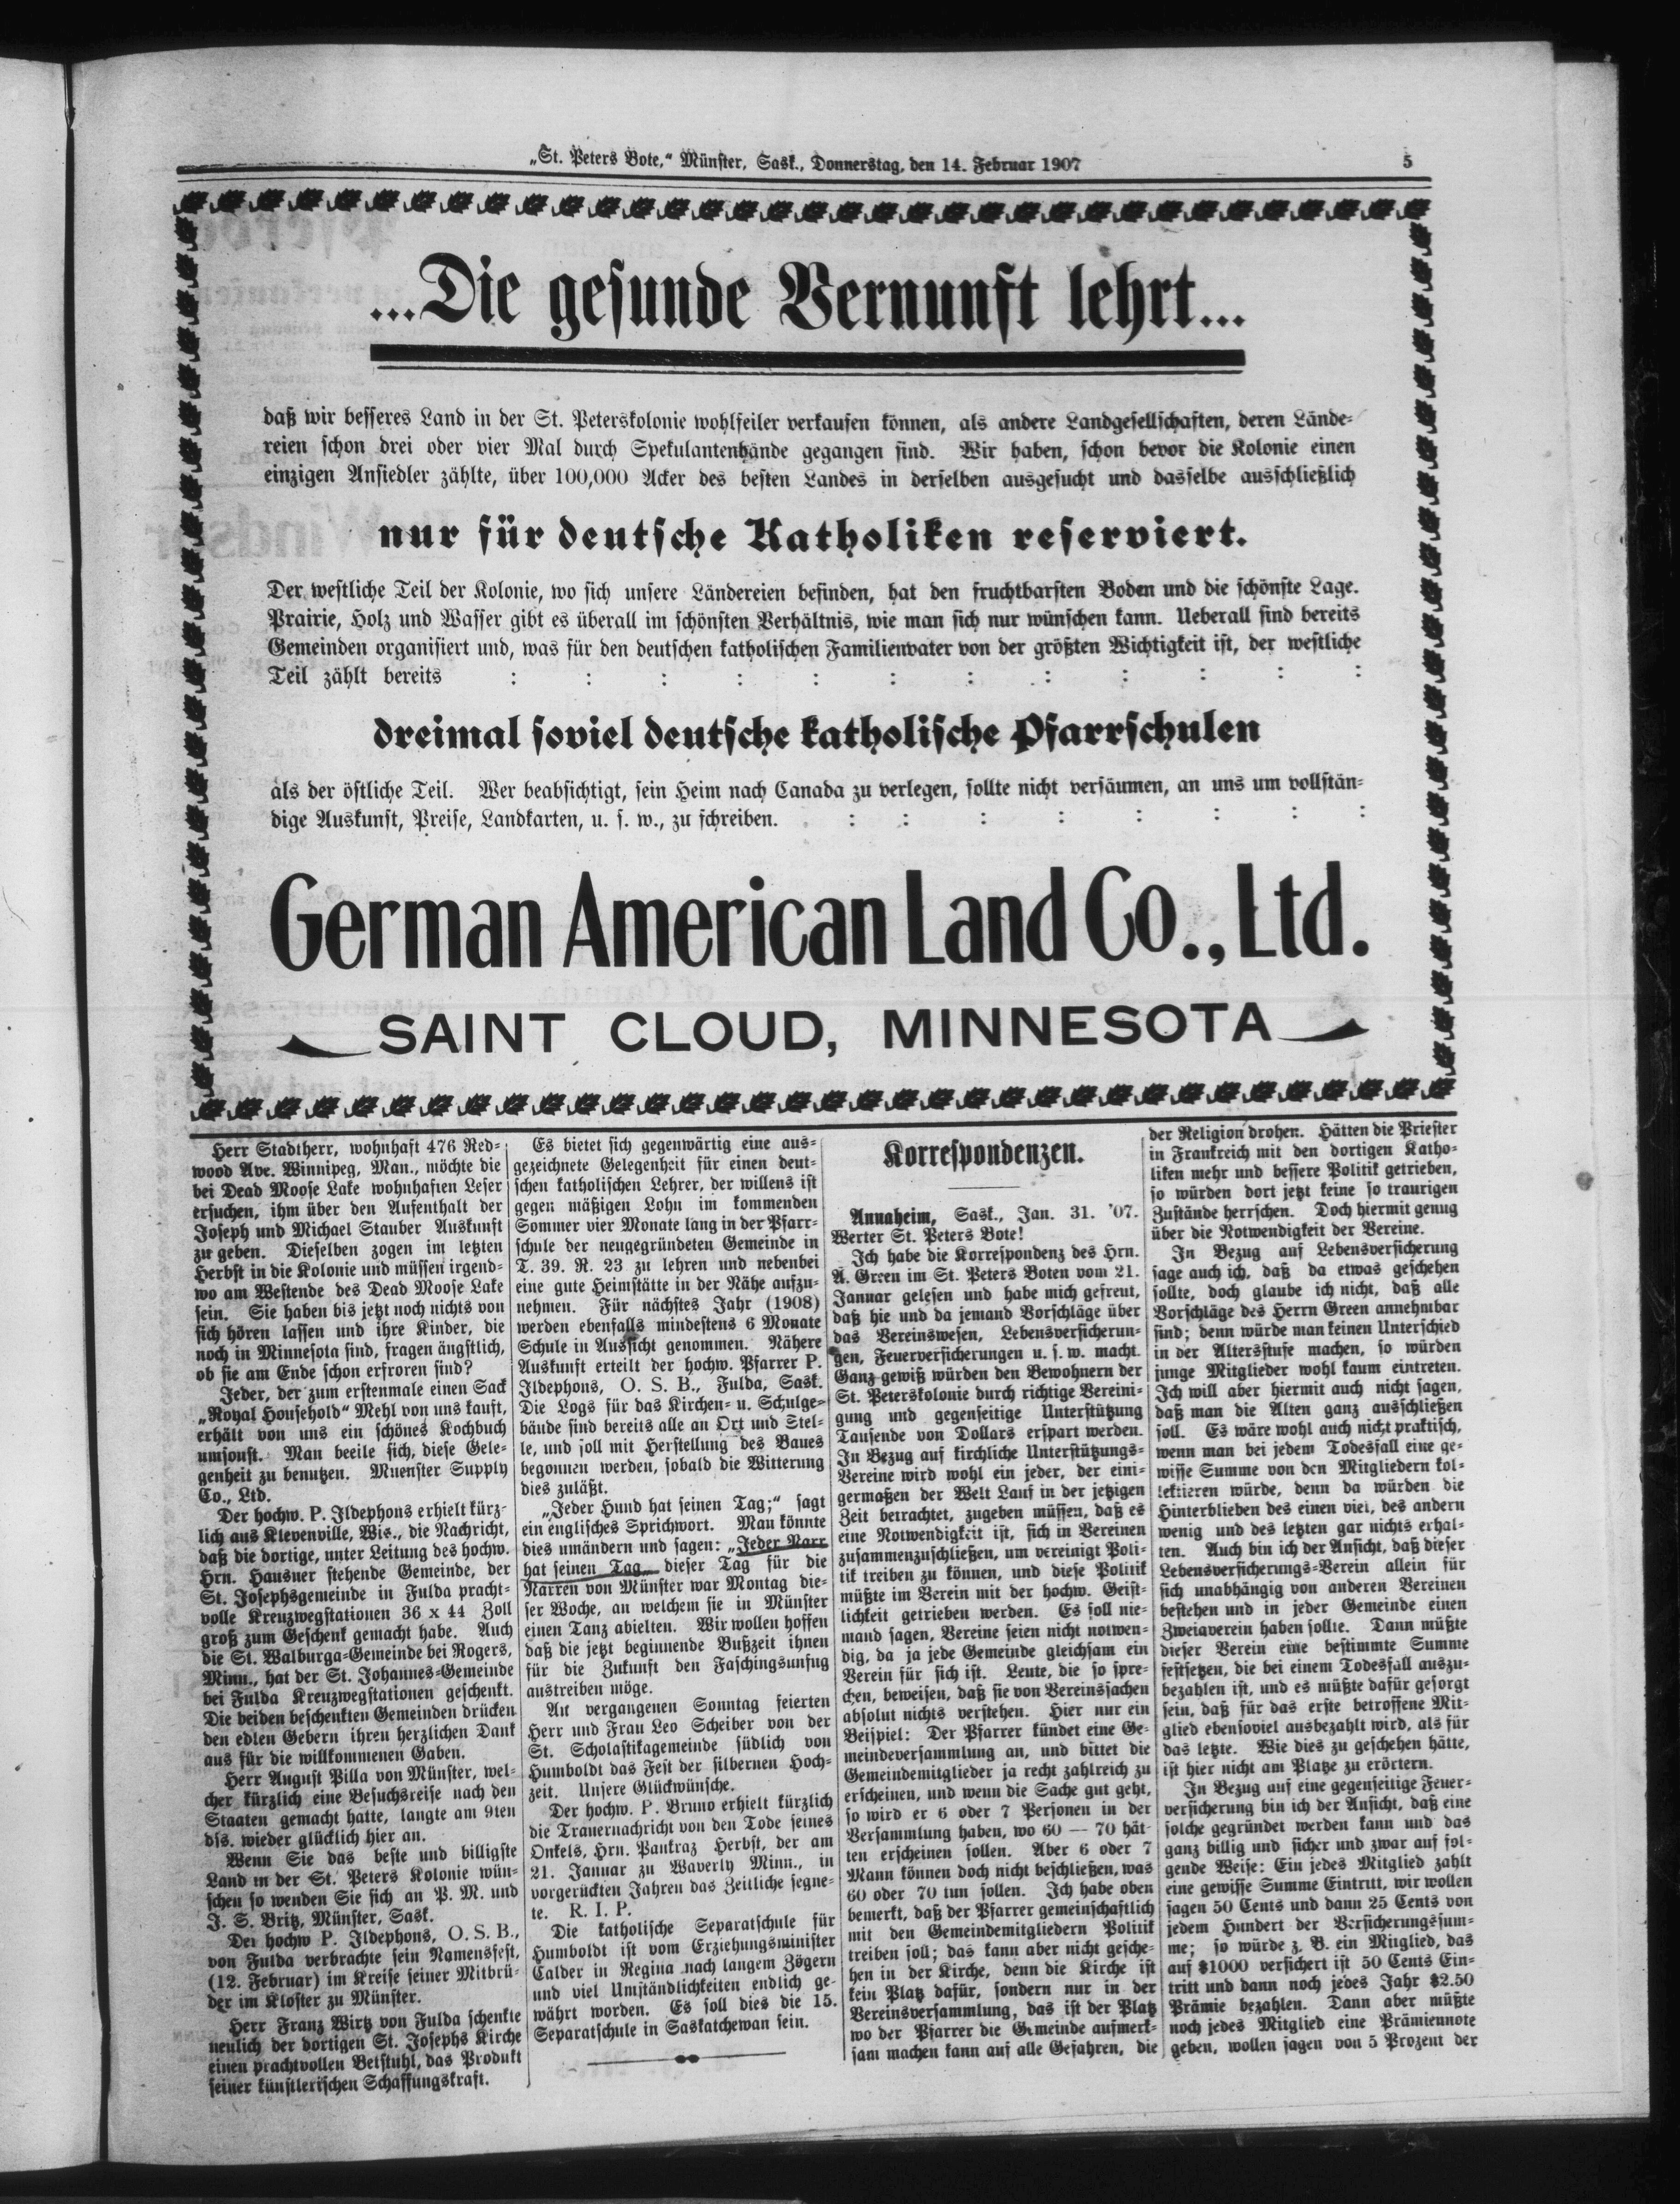 „St. Peters Bote," Münster, Sask., Donnerstag, den 14. Februar 1907
5
...Die gesunde Vernunft lehrt...
daß wir besseres Land in der St. Peterskolonie wohlfeiler verkaufen können, als andere Landgesellschaften, deren Lände-
reien schon drei oder vier Mal durch Spekulantenhände gegangen sind. Wir haben, schon bevor die Kolonie einen
einzigen Ansiedler zählte, über 100,000 Acker des besten Landes in derselben ausgesucht und dasselbe ausschließlich
nur für deutsche Katholiken reserviert.
Der westliche Teil der Kolonie, wo sich unsere Ländereien befinden, hat den fruchtbarsten Boden und die schönste Lage.
Prairie, Holz und Wasser gibt es überall im schönsten Verhältnis, wie man sich nur wünschen kann. Ueberall sind bereits
Gemeinden organisiert und, was für den deutschen katholischen Familienvater von der größten Wichtigkeit ist, der westliche
Teil zählt bereits : : : : : : : : : : : :
dreimal soviel deutsche katholische Pfarrschulen
als der östliche Teil. Wer beabsichtigt, sein Heim nach Canada zu verlegen, sollte nicht versäumen, an uns um vollstän-
dige Auskunft, Preise, Landkarten, u. s. w., zu schreiben. : : : : : : : :
German American Land Co., Ltd.
SAINT CLOUD, MINNESOTA
Herr Stadtherr, wohnhaft 476 Red-
wood Ave. Winnipeg, Man., möchte die
bei Dead Moose Lake wohnhaften Leser
ersuchen, ihm über den Aufenthalt der
Joseph und Michael Stauber Auskunft
zu geben. Dieselben zogen im letzten
Herbst in die Kolonie und müssen irgend-
wo am Westende des Dead Moose Lake
sein. Sie haben bis jetzt noch nichts von
sich hören lassen und ihre Kinder, die
noch in Minnesota sind, fragen ängstlich,
ob sie am Ende schon erfroren sind?
Jeder, der zum erstenmale einen Sack
„Royal Household" Mehl von uns kauft,
erhält von uns ein schönes Kochbuch
umsonst. Man beeile sich, diese Gele-
genheit zu benutzen. Muenster Supply
Co., Ltd.
Der hochw. P. Ildephons erhielt kürz-
lich aus Klevenville, Wis., die Nachricht,
daß die dortige, unter Leitung des hochw.
Hrn. Hausner stehende Gemeinde, der
St. Josephsgemeinde in Fulda pracht-
volle Kreuzwegstationen 36 x 44 Zoll
groß zum Geschenk gemacht habe. Auch
die St. Walburga-Gemeinde bei Rogers,
Minn., hat der St. Johannes-Gemeinde
bei Fulda Kreuzwegstationen geschenkt.
Die beiden beschenkten Gemeinden drücken
den edlen Gebern ihren herzlichen Dank
aus für die willkommenen Gaben.
Herr August Pilla von Münster, wel-
cher kürzlich eine Besuchsreise nach den
Staaten gemacht hatte, langte am 9ten
dss. wieder glücklich hier an.
Wenn Sie das beste und billigste
Land in der St. Peters Kolonie wün-
schen so wenden Sie sich an P. M. und
J. S. Britz, Münster, Sask.
Der hochw P. Ildephons, O. S. B.,
von Fulda verbrachte sein Namensfest,
(12. Februar) im Kreise seiner Mitbrü-
der im Kloster zu Münster.
Herr Franz Wirtz von Fulda schenkte
neulich der dortigen St. Josephs Kirche
einen prachtvollen Betstuhl, das Produkt
seiner künstlerischen Schaffungskraft.
Es bietet sich gegenwärtig eine aus-
gezeichnete Gelegenheit für einen deut-
schen katholischen Lehrer, der willens ist
gegen mäßigen Lohn im kommenden
Sommer vier Monate lang in der Pfarr-
schule der neugegründeten Gemeinde in
T. 39. R. 23 zu lehren und nebenbei
eine gute Heimstätte in der Nähe aufzu-
nehmen. Für nächstes Jahr (1908)
werden ebenfalls mindestens 6 Monate
Schule in Aussicht genommen. Nähere
Auskunft erteilt der hochw. Pfarrer P.
Ildephons, O. S. B., Fulda, Sask.
Die Logs für das Kirchen- u. Schulge-
bäude sind bereits alle an Ort und Stel-
le, und soll mit Herstellung des Baues
begonnen werden, sobald die Witterung
dies zuläßt.
„Jeder Hund hat seinen Tag;" sagt
ein englisches Sprichwort. Man könnte
dies umändern und sagen: „Jeder Narr
hat seinen Tag„ dieser Tag für die
Narren von Münster war Montag die-
ser Woche, an welchem sie in Münster
einen Tanz abielten. Wir wollen hoffen
daß die jetzt beginnende Bußzeit ihnen
für die Zukunft den Faschingsunfug
austreiben möge.
An vergangenen Sonntag feierten
Herr und Frau Leo Scheiber von der
St. Scholastikagemeinde südlich von
Humboldt das Fest der silbernen Hoch-
zeit. Unsere Glückwünsche.
Der hochw. P. Bruno erhielt kürzlich
die Trauernachricht von den Tode seines
Onkels, Hrn. Pankraz Herbst, der am
21. Januar zu Waverly Minn., in
vorgerückten Jahren das Zeitliche segne-
te. R. I. P.
Die katholische Separatschule für
Humboldt ist vom Erziehungsminister
Calder in Regina nach langem Zögern
und viel Umständlichkeiten endlich ge-
währt worden. Es soll dies die 15.
Separatschule in Saskatchewan sein.
Korrespondenzen.
Annaheim, Sask., Jan. 31. '07.
Werter St. Peters Bote!
Ich habe die Korrespondenz des Hrn.
A. Green im St. Peters Boten vom 21.
Januar gelesen und habe mich gefreut,
daß hie und da jemand Vorschläge über
das Vereinswesen, Lebensversicherun-
gen, Feuerversicherungen u. s. w. macht.
Ganz gewiß würden den Bewohnern der
St. Peterskolonie durch richtige Vereini-
gung und gegenseitige Unterstützung
Tausende von Dollars erspart werden.
In Bezug auf kirchliche Unterstützungs-
Vereine wird wohl ein jeder, der eini-
germaßen der Welt Lauf in der jetzigen
Zeit betrachtet, zugeben müssen, daß es
eine Notwendigkeit ist, sich in Vereinen
zusammenzuschließen, um vereinigt Poli-
tik treiben zu können, und diese Politik
müßte im Verein mit der hochw. Geist-
lichkeit getrieben werden. Es soll nie-
mand sagen, Vereine seien nicht notwen-
dig, da ja jede Gemeinde gleichsam ein
Verein für sich ist. Leute, die so spre-
chen, beweisen, daß sie von Vereinssachen
absolut nichts verstehen. Hier nur ein
Beispiel: Der Pfarrer kündet eine Ge-
meindeversammlung an, und bittet die
Gemeindemitglieder ja recht zahlreich zu
erscheinen, und wenn die Sache gut geht,
so wird er 6 oder 7 Personen in der
Versammlung haben, wo 60 — 70 hät-
ten erscheinen sollen. Aber 6 oder 7
Mann können doch nicht beschließen, was
60 oder 70 tun sollen. Ich habe oben
bemerkt, daß der Pfarrer gemeinschaftlich
mit den Gemeindemitgliedern Politik
treiben soll; das kann aber nicht gesche-
hen in der Kirche, denn die Kirche ist
kein Platz dafür, sondern nur in der
Vereinsversammlung, das ist der Platz
wo der Pfarrer die Gemeinde aufmerk-
sam machen kann auf alle Gefahren, die
der Religion drohen. Hätten die Priester
in Frankreich mit den dortigen Katho-
liken mehr und bessere Politik getrieben,
so würden dort jetzt keine so traurigen
Zustände herrschen. Doch hiermit genug
über die Notwendigkeit der Vereine.
In Bezug auf Lebensversicherung
sage auch ich, daß da etwas geschehen
sollte, doch glaube ich nicht, daß alle
Vorschläge des Herrn Green annehmbar
sind; denn würde man keinen Unterschied
in der Altersstufe machen, so würden
junge Mitglieder wohl kaum eintreten.
Ich will aber hiermit auch nicht sagen,
daß man die Alten ganz ausschließen
soll. Es wäre wohl auch nicht praktisch,
wenn man bei jedem Todesfall eine ge-
wisse Summe von den Mitgliedern kol-
lektieren würde, denn da würden die
Hinterblieben des einen viel, des andern
wenig und des letzten gar nichts erhal-
ten. Auch bin ich der Ansicht, daß dieser
Lebensversicherungs-Verein allein für
sich unabhängig von anderen Vereinen
bestehen und in jeder Gemeinde einen
Zweigverein haben sollte. Dann müßte
dieser Verein eine bestimmte Summe
festsetzen, die bei einem Todesfall auszu-
bezahlen ist, und es müßte dafür gesorgt
sein, daß für das erste betroffene Mit-
glied ebensoviel ausbezahlt wird, als für
das letzte. Wie dies zu geschehen hätte,
ist hier nicht am Platze zu erörtern.
In Bezug auf eine gegenseitige Feuer-
versicherung bin ich der Ansicht, daß eine
solche gegründet werden kann und das
ganz billig und sicher und zwar auf fol-
gende Weise: Ein jedes Mitglied zahlt
eine gewisse Summe Eintritt, wir wollen
sagen 50 Cents und dann 25 Cents von
jedem Hundert der Versicherungssum-
me; so würde z. B. ein Mitglied, das
auf $1000 versichert ist 50 Cents Ein-
tritt und dann noch jedes Jahr $2.50
Prämie bezahlen. Dann aber müßte
noch jedes Mitglied eine Prämiennote
geben, wollen sagen von 5 Prozent der